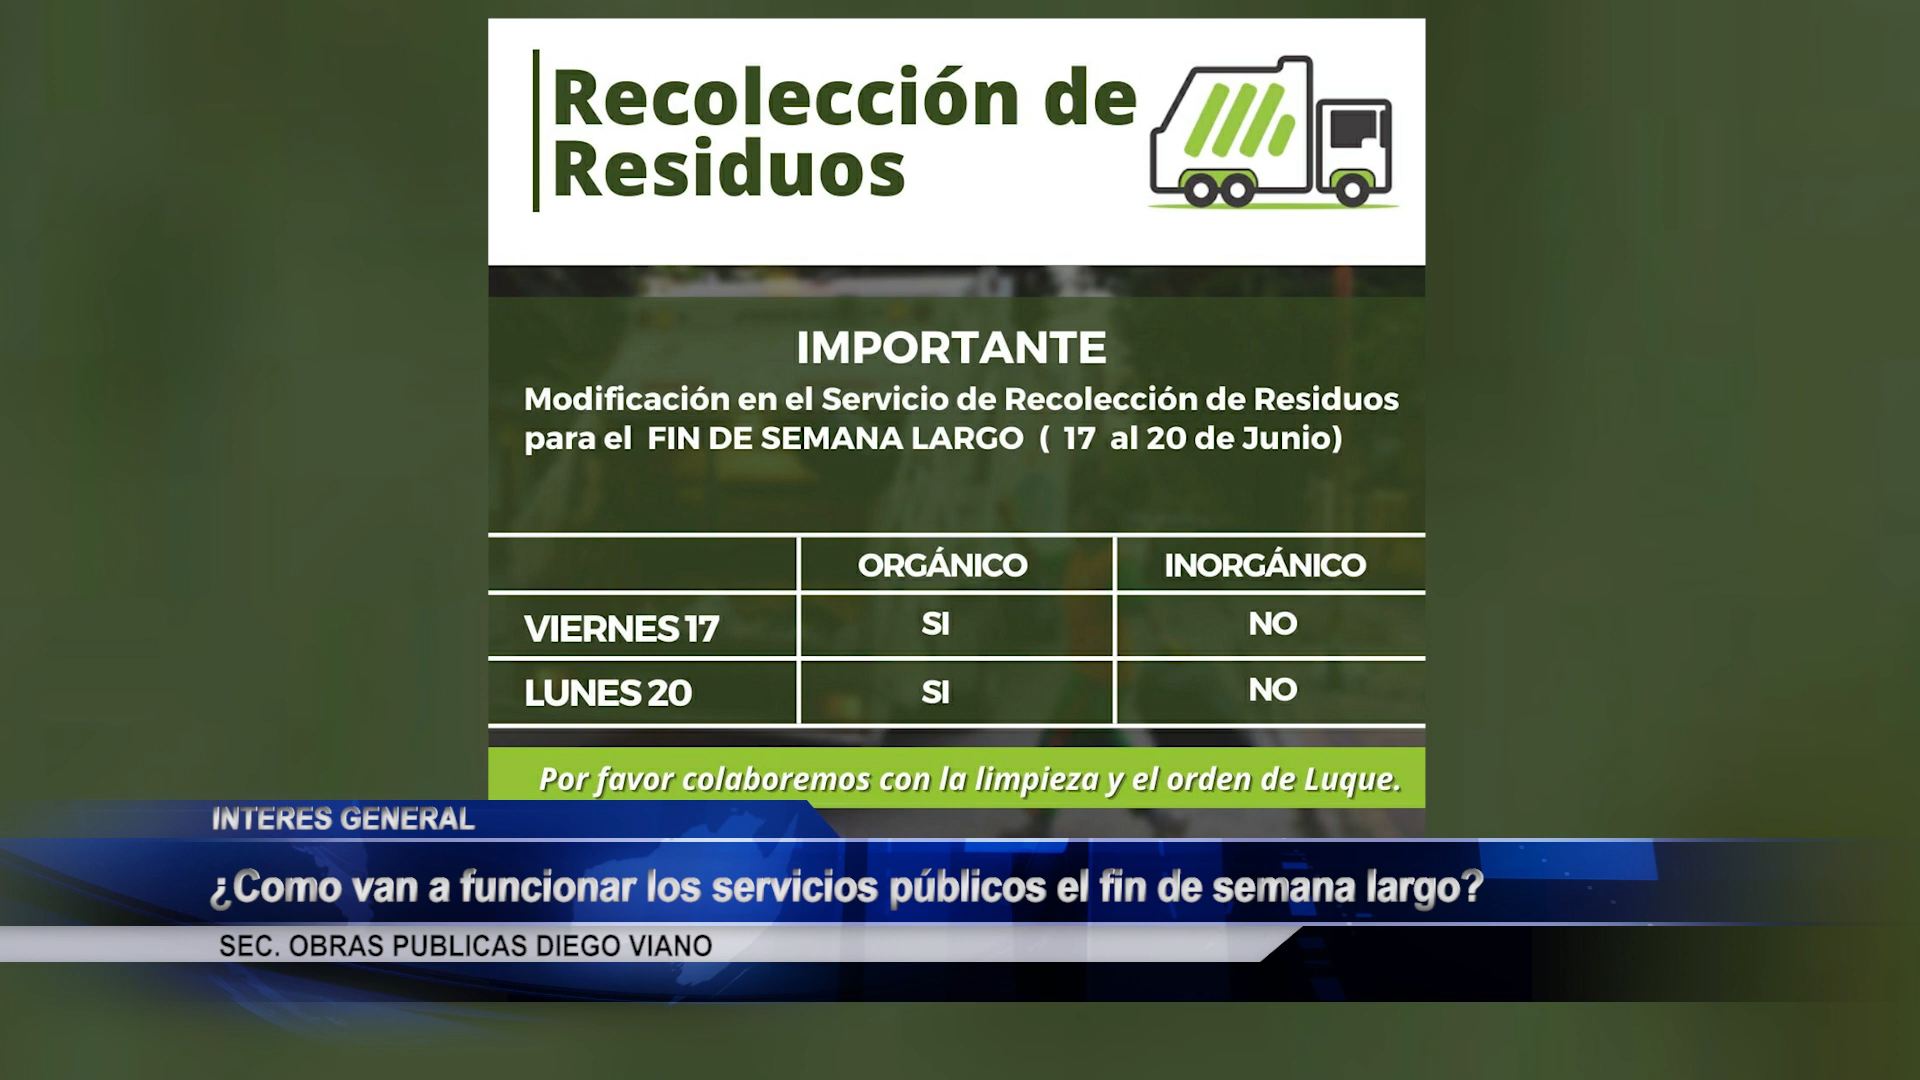 Recolección de
Residuos
IMPORTANTE
Modificación en el Servicio de Recolección de Residuos
para el FIN DE SEMANA LARGO ( 17 al 20 de Junio)
ORGÁNICO INORGÁNICO
VIERNES 17 SI NO
LUNES 20 SI NO
Por favor colaboremos con la limpieza y el orden de Luque.
INTERES GENERAL
¿Como van a funcionar los servicios públicos el fin de semana largo?
SEC. OBRAS PUBLICAS DIEGO VIANO